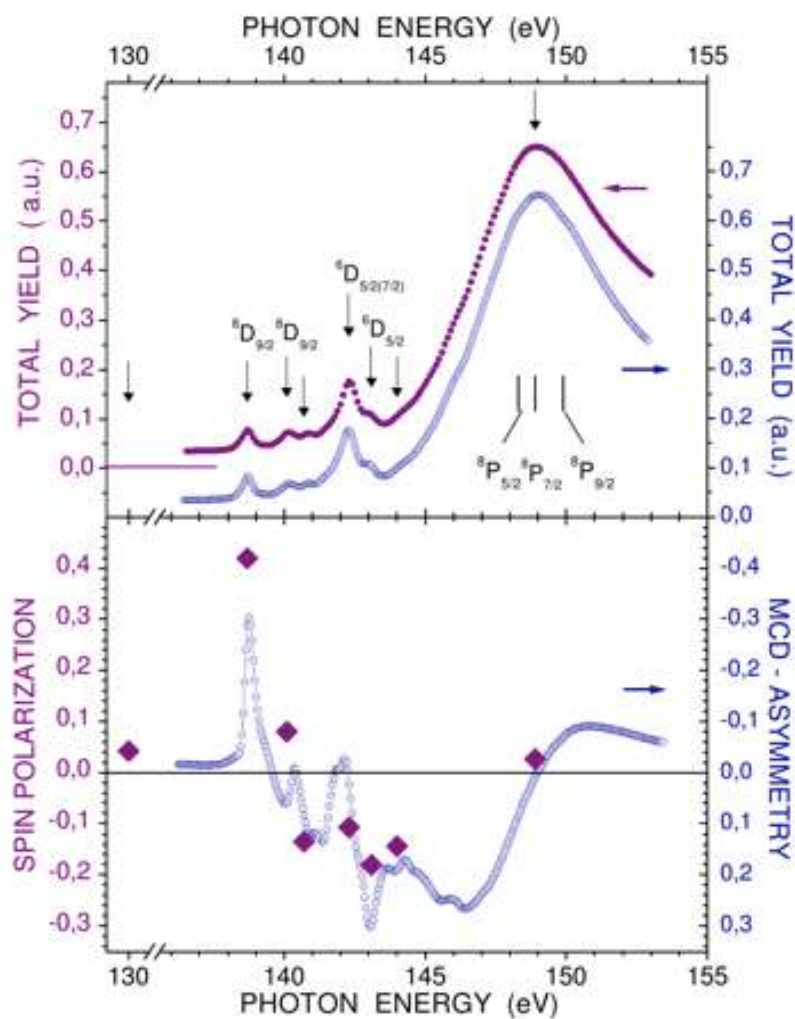 PHOTON ENERGY (eV)
130 140 145 150 155
TOTAL YIELD (a.u.)
0,7
0,6
0,5
0,4
0,3
0,2
0,1
0,0
⁸D9/2
⁸D9/2
⁶D5/2(7/2)
⁶D5/2
⁸P5/2
⁸P7/2
⁸P9/2
0,7
0,6
0,5
0,4
0,3
0,2
0,1
0,0
TOTAL YIELD (a.u.)
SPIN POLARIZATION
0,4
0,3
0,2
0,1
0,0
-0,1
-0,2
-0,3
-0,4
-0,3
-0,2
-0,1
0,0
0,1
0,2
0,3
MCD - ASYMMETRY
130 140 145 150 155
PHOTON ENERGY (eV)